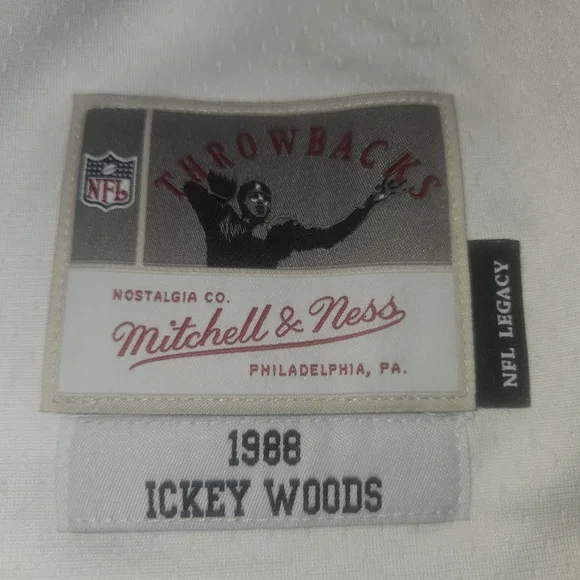 THROWBACKS
NFL
NOSTALGIA CO.
Mitchell & Ness
PHILADELPHIA, PA.
NFL LEGACY
1988
ICKEY WOODS